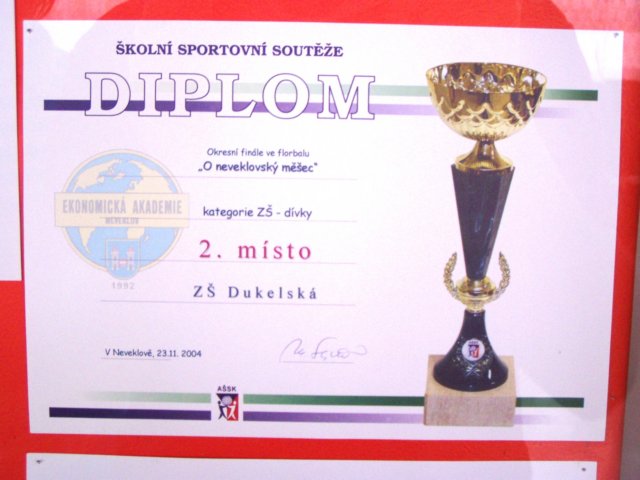 ŠKOLNÍ SPORTOVNÍ SOUTĚŽE
DIPLOM
Okresní finále ve florbalu
„O neveklovský měšec“
EKONOMICKÁ AKADEMIE
NEVEKLOV
1992
kategorie ZŠ - dívky
2. místo
ZŠ Dukelská
V Neveklově, 23.11. 2004
AŠSK